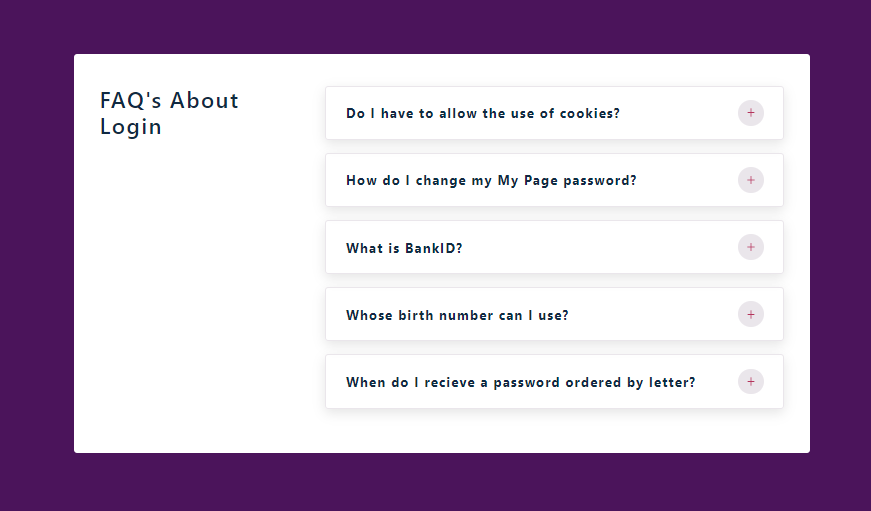 FAQ's About
Login
Do I have to allow the use of cookies?
+
How do I change my My Page password?
+
What is BankID?
+
Whose birth number can I use?
+
When do I recieve a password ordered by letter?
+